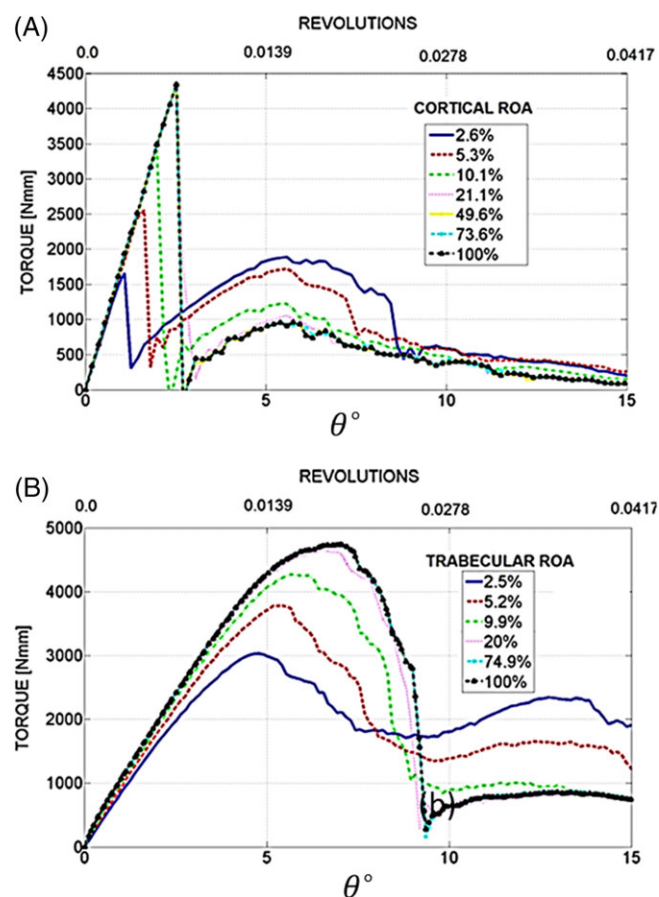 (A)
REVOLUTIONS
0.0 0.0139 0.0278 0.0417
4500
4000
3500
3000
2500
2000
1500
1000
500
0
TORQUE [Nmm]
CORTICAL ROA
2.6%
5.3%
10.1%
21.1%
49.6%
73.6%
100%
0 5 10 15
θ°
(B)
REVOLUTIONS
0.0 0.0139 0.0278 0.0417
5000
4000
3000
2000
1000
0
TORQUE [Nmm]
TRABECULAR ROA
2.5%
5.2%
9.9%
20%
74.9%
100%
(b)
0 5 10 15
θ°